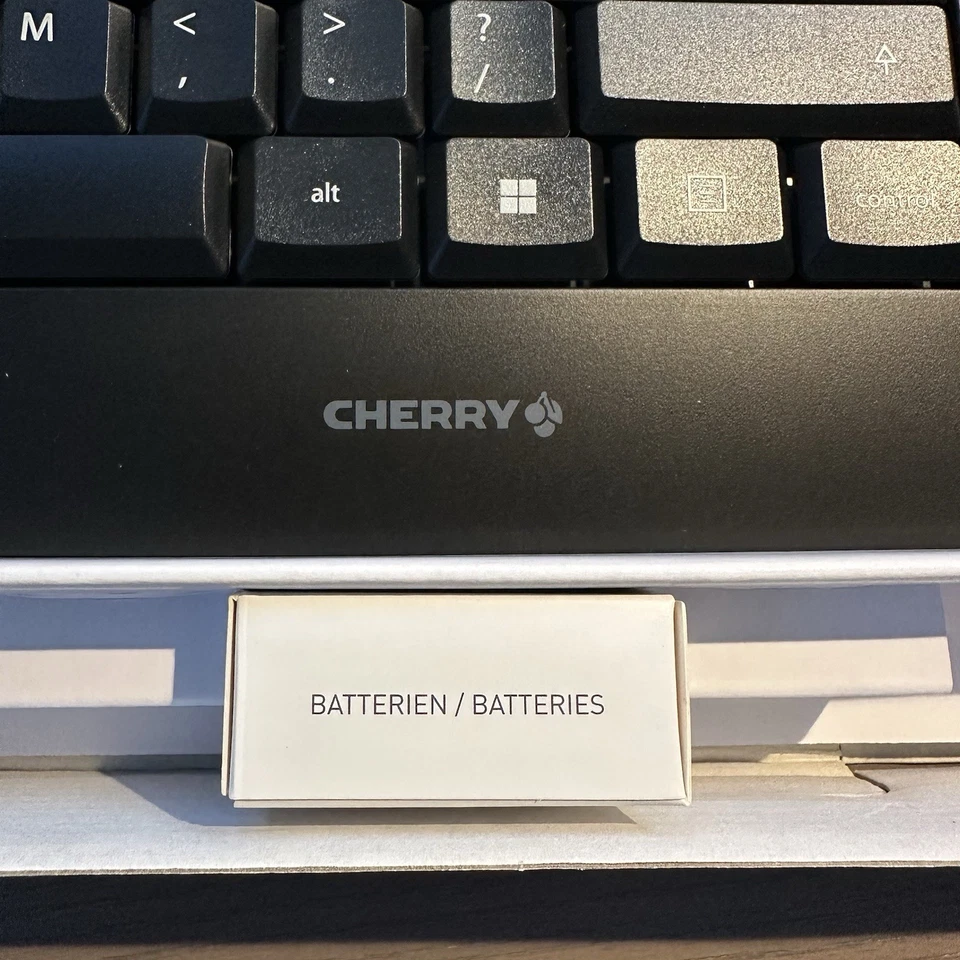 M < > ?
, . /
alt control
CHERRY
BATTERIEN / BATTERIES